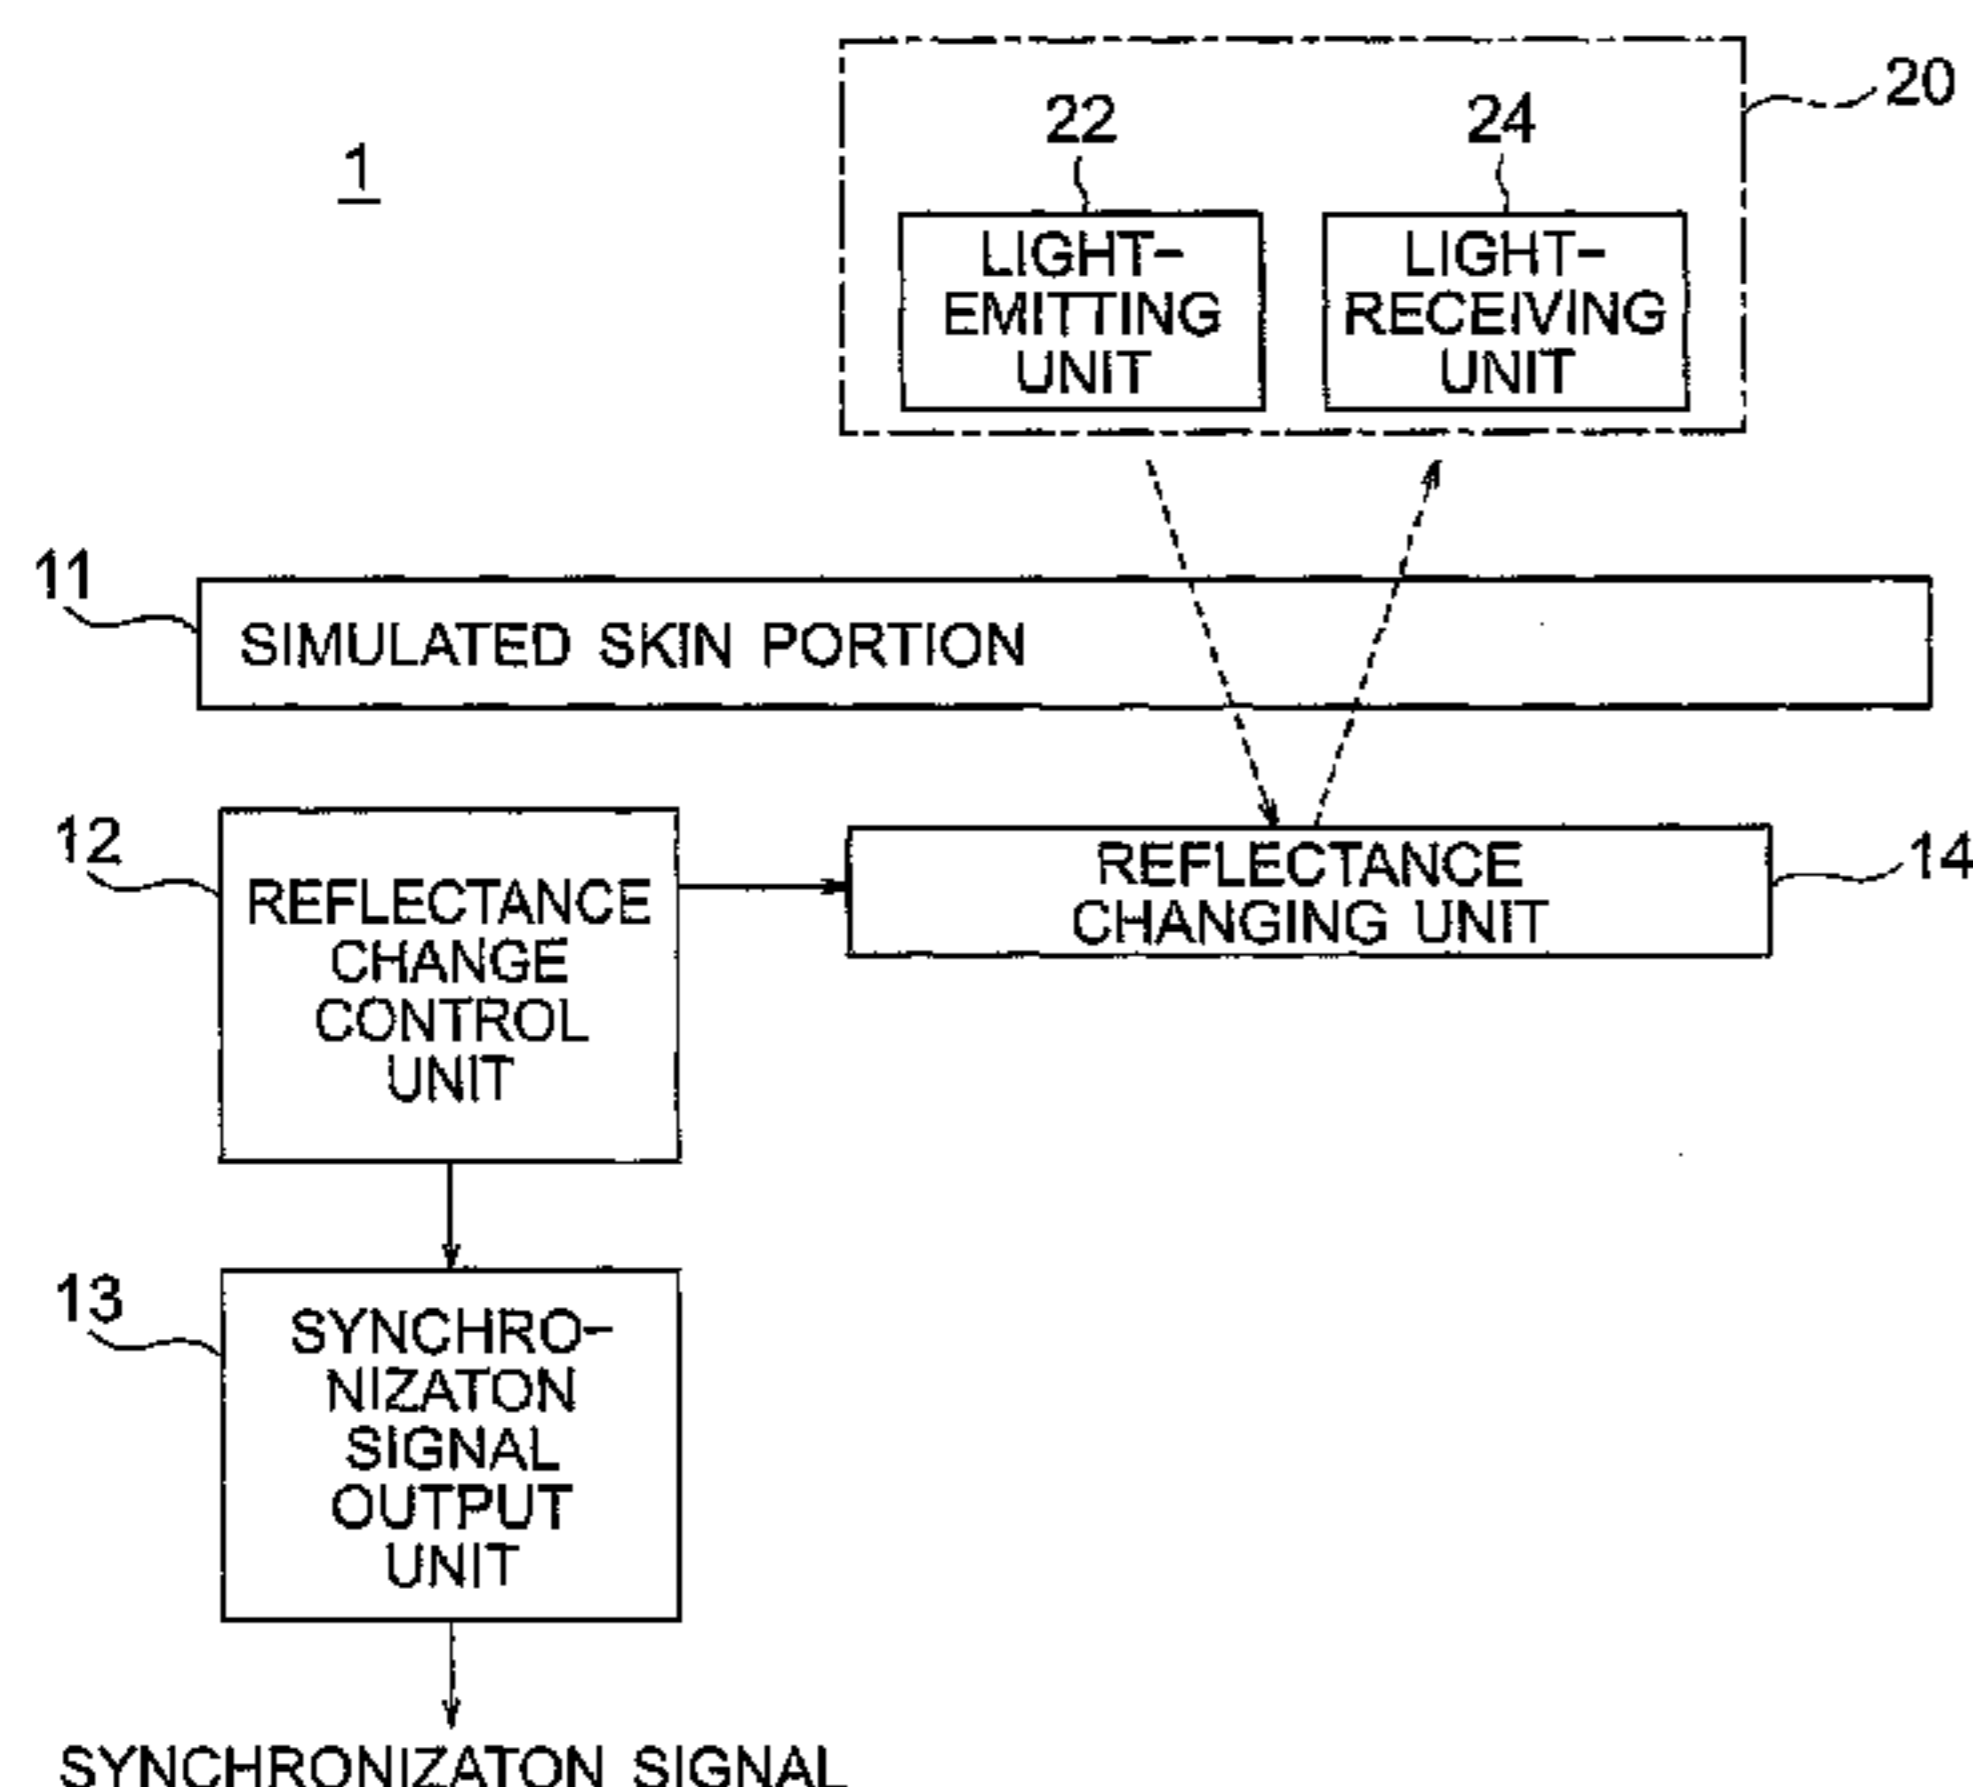 20
22
24
1
LIGHT-
EMITTING
UNIT
LIGHT-
RECEIVING
UNIT
11
SIMULATED SKIN PORTION
12
REFLECTANCE
CHANGE
CONTROL
UNIT
REFLECTANCE
CHANGING UNIT
14
13
SYNCHRO-
NIZATON
SIGNAL
OUTPUT
UNIT
SYNCHRONIZATON SIGNAL